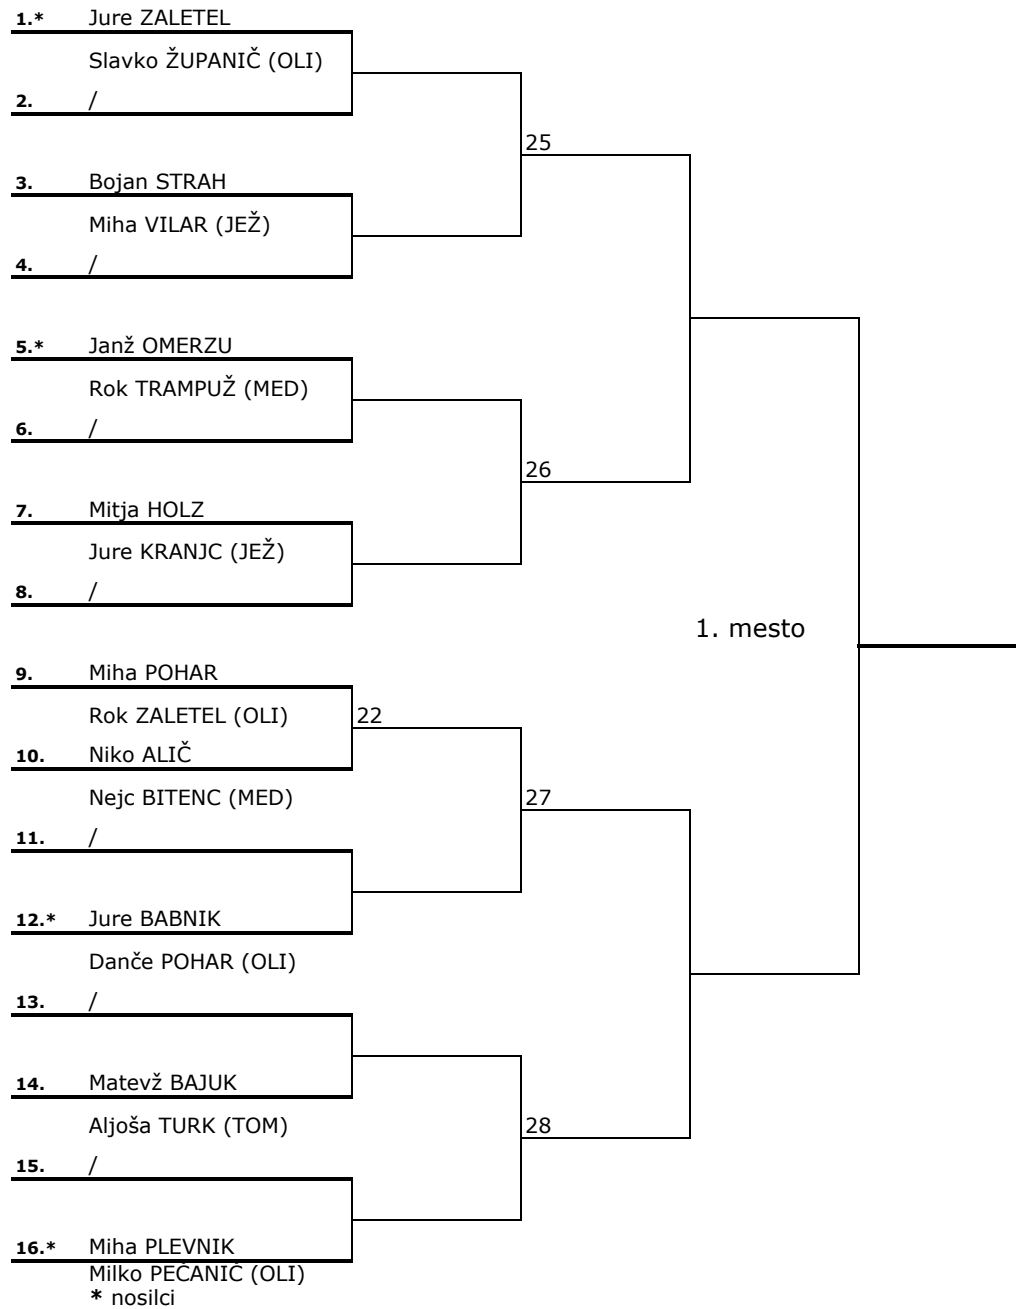 1.* Jure ZALETEL
Slavko ŽUPANIČ (OLI)
2. /
25
3. Bojan STRAH
Miha VILAR (JEŽ)
4. /
5.* Janž OMERZU
Rok TRAMPUŽ (MED)
6. /
26
7. Mitja HOLZ
Jure KRANJC (JEŽ)
8. /
1. mesto
9. Miha POHAR
Rok ZALETEL (OLI) 22
10. Niko ALIČ
Nejc BITENC (MED) 27
11. /
12.* Jure BABNIK
Danče POHAR (OLI)
13. /
14. Matevž BAJUK
Aljoša TURK (TOM) 28
15. /
16.* Miha PLEVNIK
Milko PEČANIČ (OLI)
* nosilci